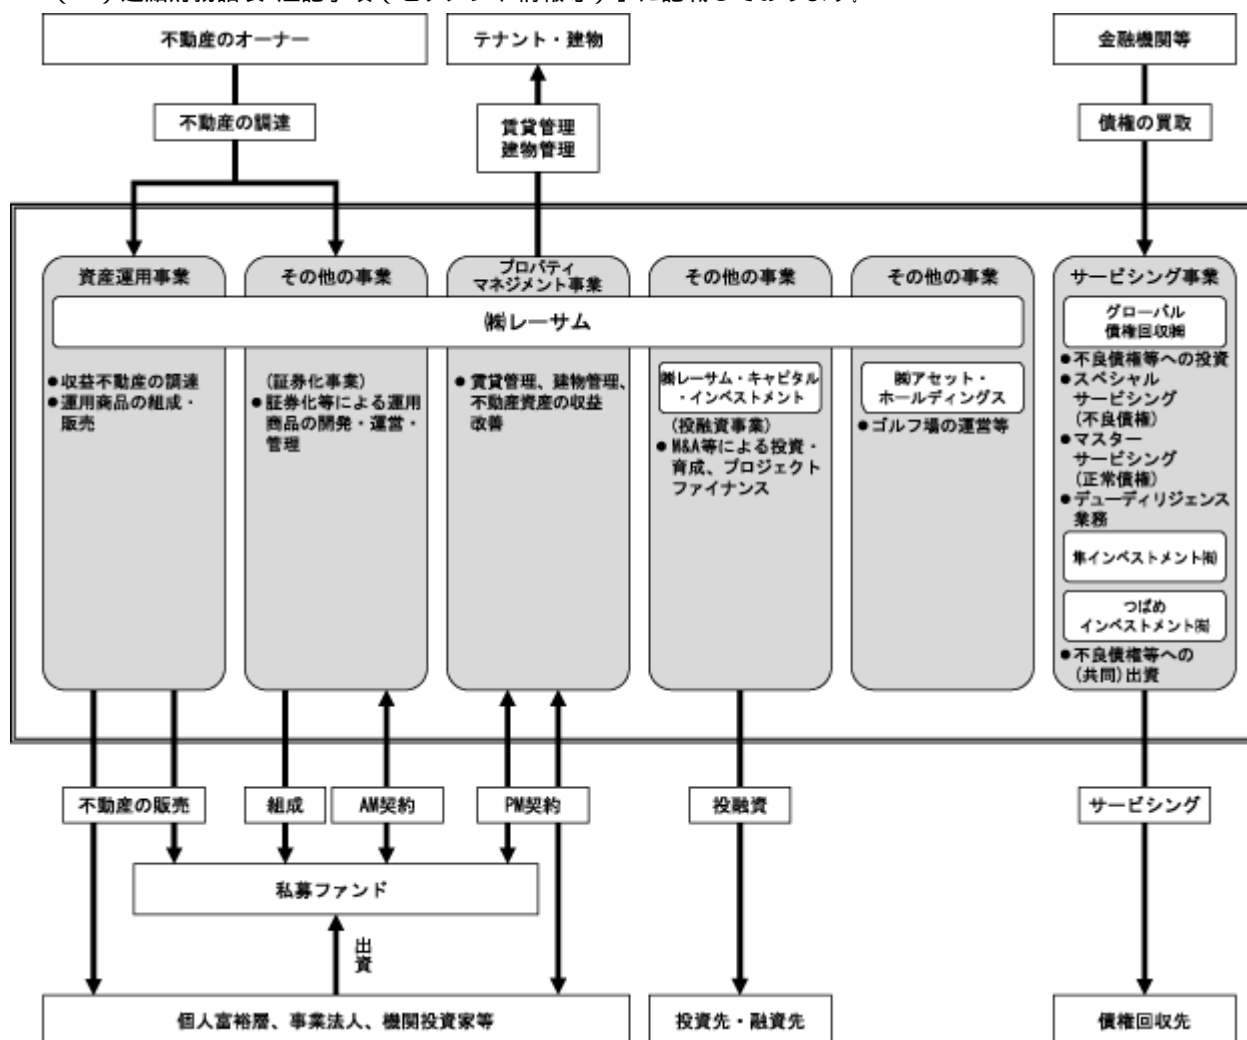 不動産のオーナー
テナント・建物
金融機関等
不動産の調達
賃貸管理
建物管理
債権の買取
資産運用事業
その他の事業
プロパティ
マネジメント事業
その他の事業
その他の事業
サービシング事業
㈱レーサム
●収益不動産の調達
●運用商品の組成・
販売
(証券化事業)
●証券化等による運用
商品の開発・運営・
管理
●賃貸管理、建物管理、
不動産資産の収益
改善
㈱レーサム・キャピタル
・インベストメント
(投融資事業)
●M&A等による投資・
育成、プロジェクト
ファイナンス
㈱アセット・
ホールディングス
●ゴルフ場の運営等
グローバル
債権回収㈱
●不良債権等への投資
●スペシャル
サービシング
(不良債権)
●マスター
サービシング
(正常債権)
●デューディリジェンス
業務
隼インベストメント㈲
つばめ
インベストメント㈲
●不良債権等への
(共同)出資
不動産の販売
組成
AM契約
PM契約
投融資
サービシング
私募ファンド
出資
個人富裕層、事業法人、機関投資家等
投資先・融資先
債権回収先